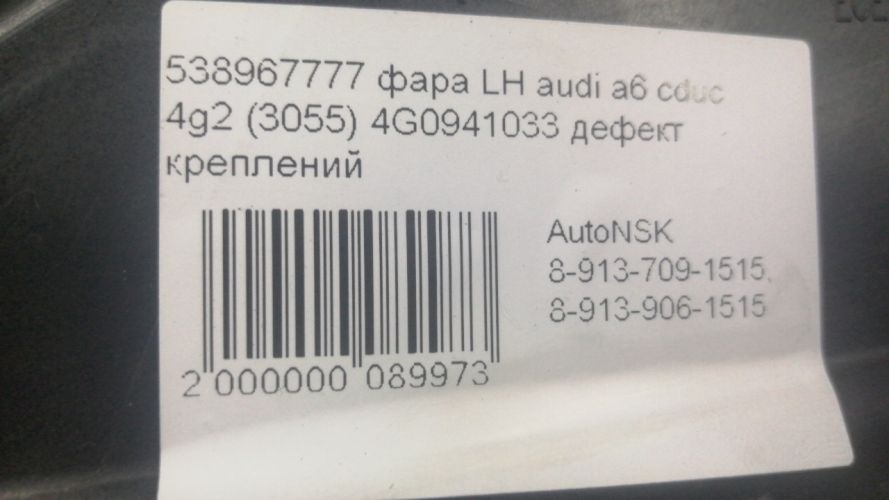 538967777 фара LH audi a6 cduc
4g2 (3055) 4G0941033 дефект
креплений
AutoNSK
8-913-709-1515,
8-913-906-1515
2 000000 089973